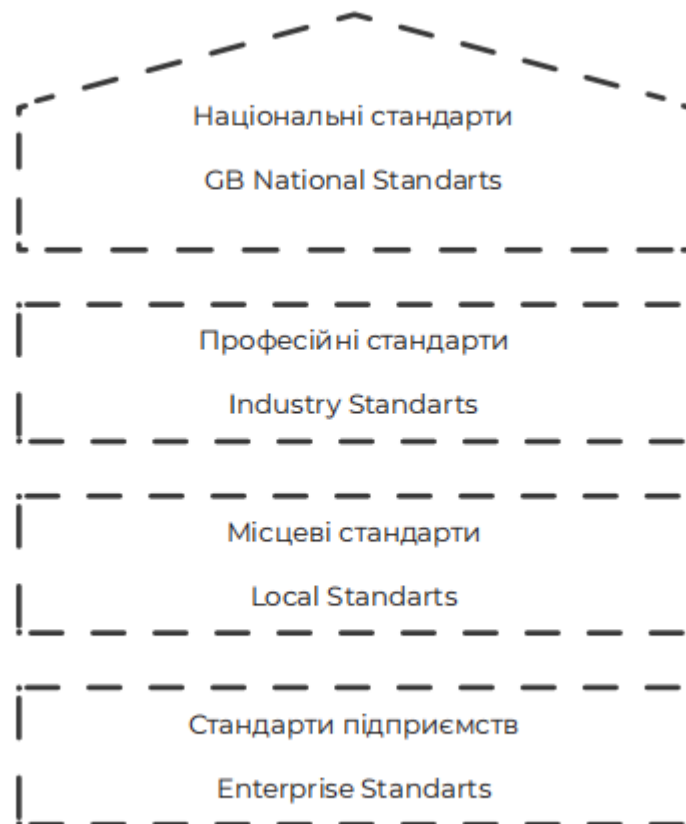 Національні стандарти
GB National Standarts
Професійні стандарти
Industry Standarts
Місцеві стандарти
Local Standarts
Стандарти підприємств
Enterprise Standarts